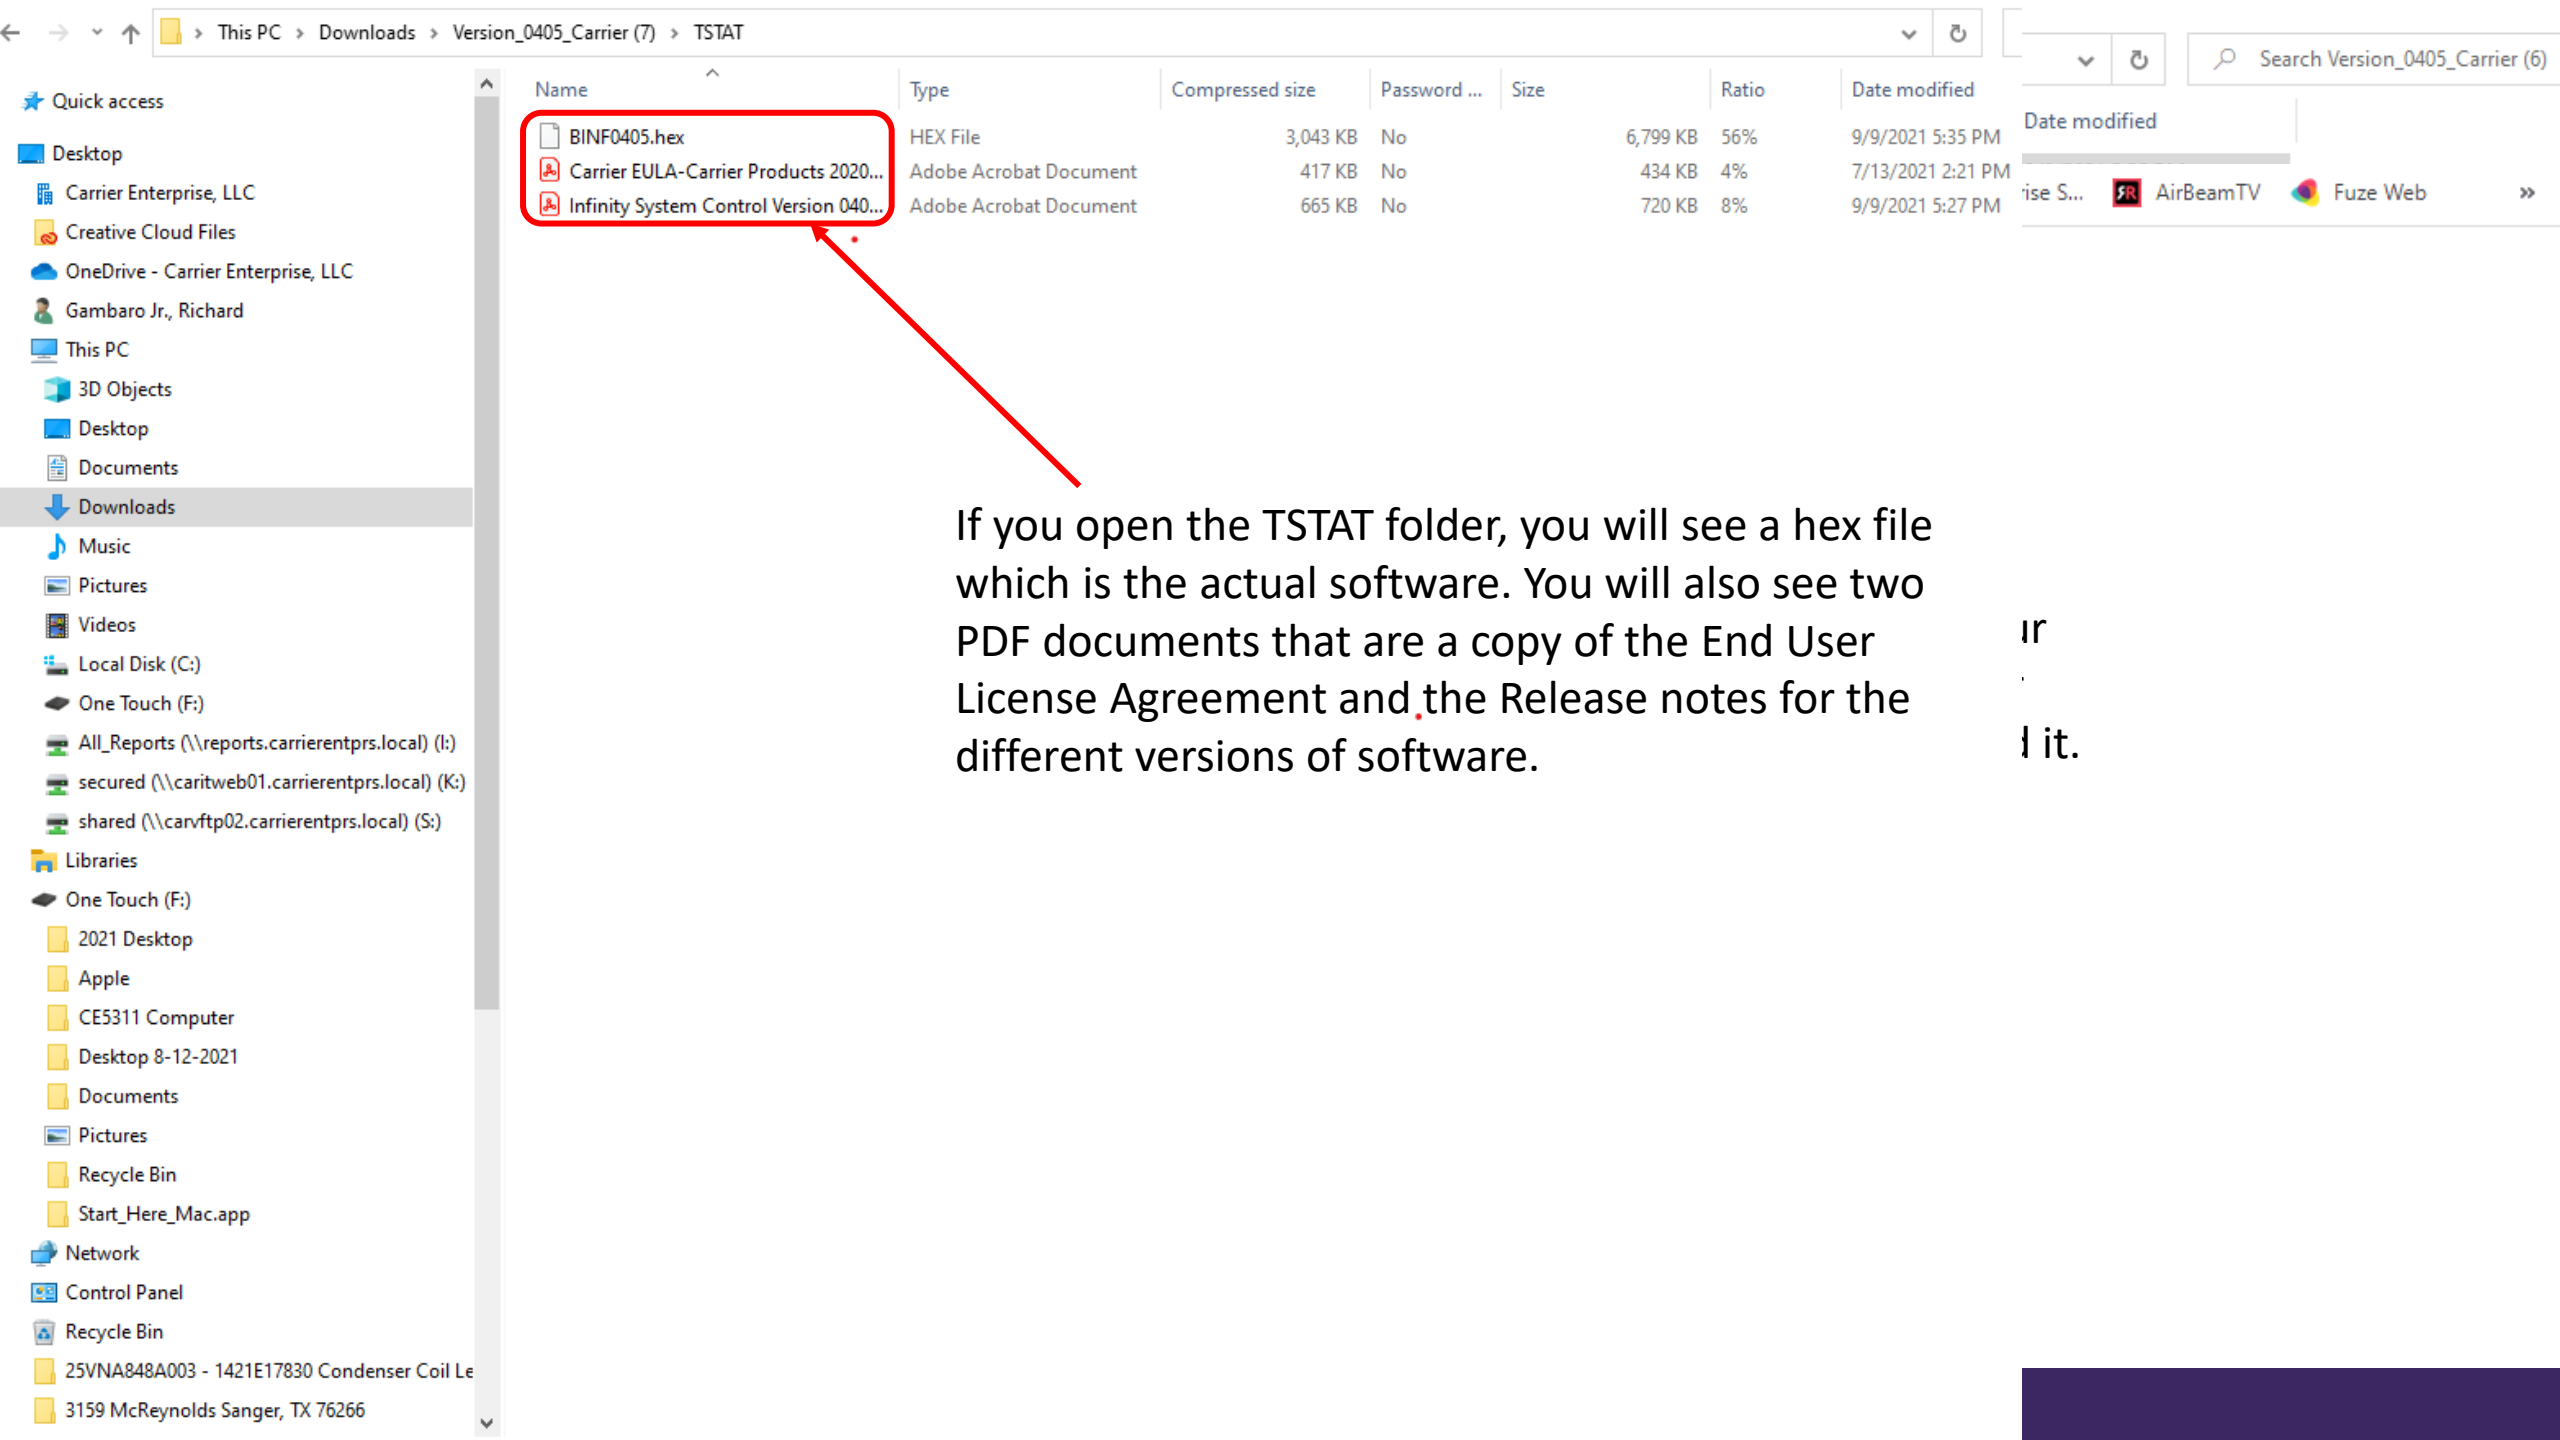 This PC > Downloads > Version_0405_Carrier (7) > TSTAT
Search Version_0405_Carrier (6)
Name Type Compressed size Password ... Size Ratio Date modified
Date modified
BINF0405.hex HEX File 3,043 KB No 6,799 KB 56% 9/9/2021 5:35 PM
Carrier EULA-Carrier Products 2020... Adobe Acrobat Document 417 KB No 434 KB 4% 7/13/2021 2:21 PM
Infinity System Control Version 040... Adobe Acrobat Document 665 KB No 720 KB 8% 9/9/2021 5:27 PM
rise S... AirBeamTV Fuze Web »
Quick access
Desktop
Carrier Enterprise, LLC
Creative Cloud Files
OneDrive - Carrier Enterprise, LLC
Gambaro Jr., Richard
This PC
3D Objects
Desktop
Documents
Downloads
Music
Pictures
Videos
Local Disk (C:)
One Touch (F:)
All_Reports (\\reports.carrierentprs.local) (I:)
secured (\\caritweb01.carrierentprs.local) (K:)
shared (\\carvftp02.carrierentprs.local) (S:)
Libraries
One Touch (F:)
2021 Desktop
Apple
CE5311 Computer
Desktop 8-12-2021
Documents
Pictures
Recycle Bin
Start_Here_Mac.app
Network
Control Panel
Recycle Bin
25VNA848A003 - 1421E17830 Condenser Coil Le
3159 McReynolds Sanger, TX 76266
If you open the TSTAT folder, you will see a hex file
which is the actual software. You will also see two
PDF documents that are a copy of the End User
License Agreement and the Release notes for the
different versions of software.
it.